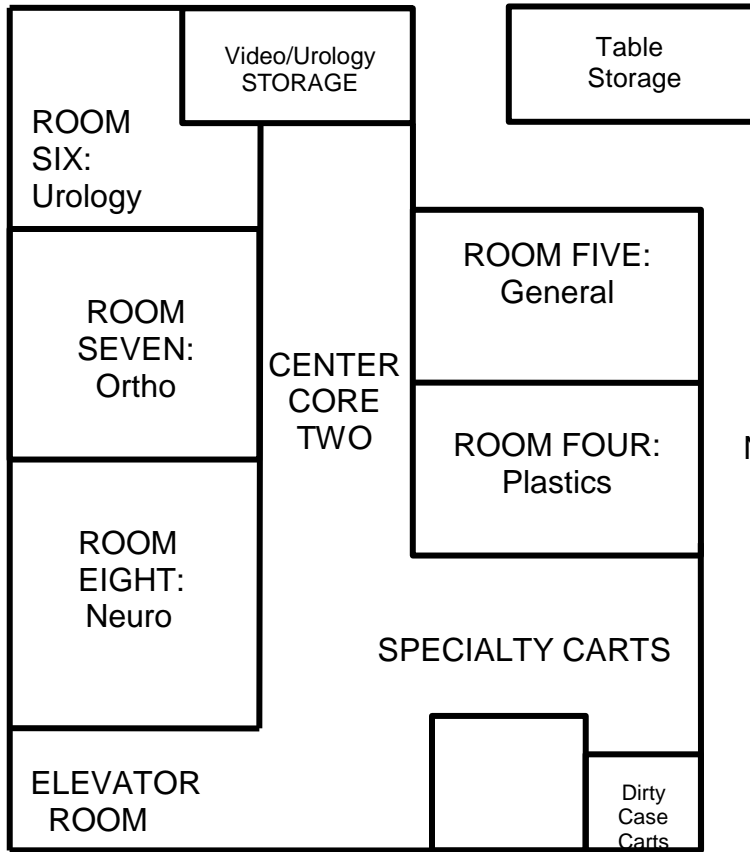 Video/Urology
STORAGE
Table
Storage
ROOM
SIX:
Urology
ROOM FIVE:
General
ROOM
SEVEN:
Ortho
CENTER
CORE
TWO
ROOM FOUR:
Plastics
N
ROOM
EIGHT:
Neuro
SPECIALTY CARTS
ELEVATOR
ROOM
Dirty
Case
Carts